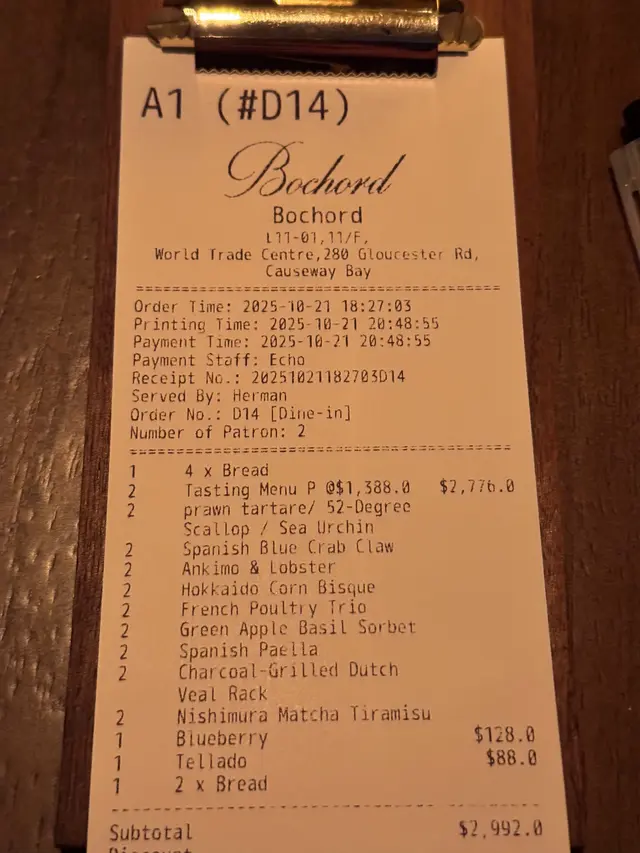 A1 (#D14)
Bochord
Bochord
L11-01,11/F,
World Trade Centre,280 Gloucester Rd,
Causeway Bay
Order Time: 2025-10-21 18:27:03
Printing Time: 2025-10-21 20:48:55
Payment Time: 2025-10-21 20:48:55
Payment Staff: Echo
Receipt No.: 20251021182703D14
Served By: Herman
Order No.: D14 [Dine-in]
Number of Patron: 2
1 4 x Bread
2 Tasting Menu P @$1,388.0 $2,776.0
2 prawn tartare/ 52-Degree
Scallop / Sea Urchin
2 Spanish Blue Crab Claw
2 Ankimo & Lobster
2 Hokkaido Corn Bisque
2 French Poultry Trio
2 Green Apple Basil Sorbet
2 Spanish Paella
2 Charcoal-Grilled Dutch
Veal Rack
2 Nishimura Matcha Tiramisu
1 Blueberry $128.0
1 Tellado $88.0
1 2 x Bread
Subtotal $2,992.0